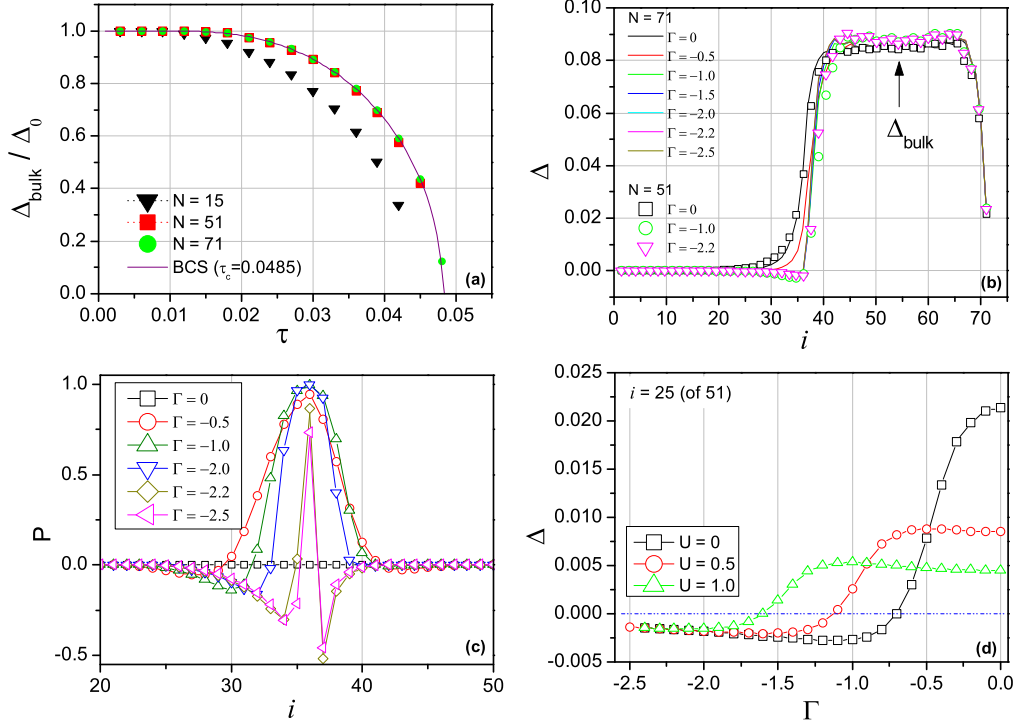 1.0
0.8
0.6
0.4
0.2
0.0
0.00
0.01
0.02
0.03
0.04
0.05
Δbulk / Δ0
τ
N = 15
N = 51
N = 71
BCS (τc=0.0485)
(a)
0.10
0.08
0.06
0.04
0.02
0.00
0 10 20 30 40 50 60 70
Δ
i
N = 71
Γ = 0
Γ = −0.5
Γ = −1.0
Γ = −1.5
Γ = −2.0
Γ = −2.2
Γ = −2.5
N = 51
Γ = 0
Γ = −1.0
Γ = −2.2
Δbulk
(b)
1.0
0.5
0.0
-0.5
20 30 40 50
P
i
Γ = 0
Γ = −0.5
Γ = −1.0
Γ = −2.0
Γ = −2.2
Γ = −2.5
(c)
0.025
0.020
0.015
0.010
0.005
0.000
-0.005
-2.5 -2.0 -1.5 -1.0 -0.5 0.0
Δ
Γ
i = 25 (of 51)
U = 0
U = 0.5
U = 1.0
(d)